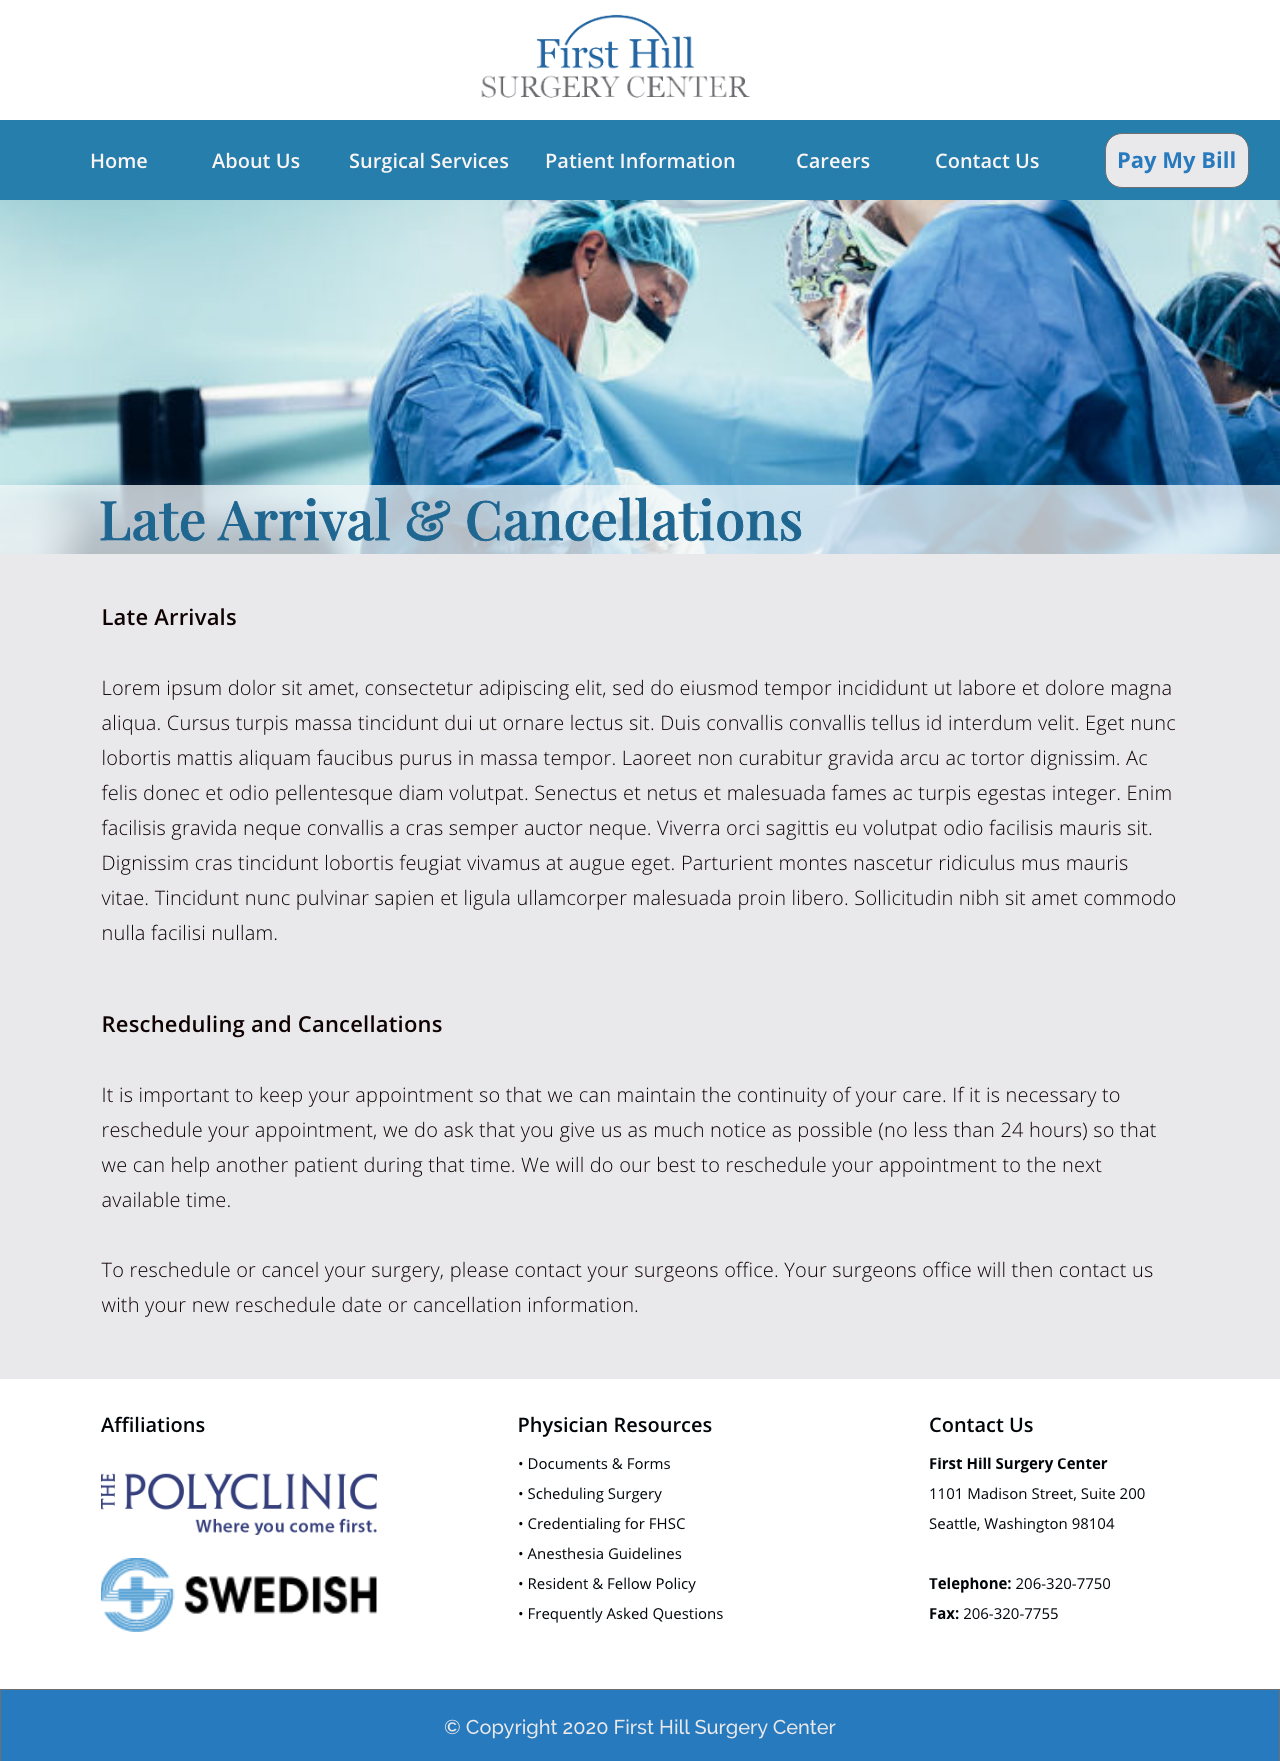 First Hill
SURGERY CENTER
Home About Us Surgical Services Patient Information Careers Contact Us Pay My Bill
Late Arrival & Cancellations
Late Arrivals
Lorem ipsum dolor sit amet, consectetur adipiscing elit, sed do eiusmod tempor incididunt ut labore et dolore magna
aliqua. Cursus turpis massa tincidunt dui ut ornare lectus sit. Duis convallis convallis tellus id interdum velit. Eget nunc
lobortis mattis aliquam faucibus purus in massa tempor. Laoreet non curabitur gravida arcu ac tortor dignissim. Ac
felis donec et odio pellentesque diam volutpat. Senectus et netus et malesuada fames ac turpis egestas integer. Enim
facilisis gravida neque convallis a cras semper auctor neque. Viverra orci sagittis eu volutpat odio facilisis mauris sit.
Dignissim cras tincidunt lobortis feugiat vivamus at augue eget. Parturient montes nascetur ridiculus mus mauris
vitae. Tincidunt nunc pulvinar sapien et ligula ullamcorper malesuada proin libero. Sollicitudin nibh sit amet commodo
nulla facilisi nullam.
Rescheduling and Cancellations
It is important to keep your appointment so that we can maintain the continuity of your care. If it is necessary to
reschedule your appointment, we do ask that you give us as much notice as possible (no less than 24 hours) so that
we can help another patient during that time. We will do our best to reschedule your appointment to the next
available time.
To reschedule or cancel your surgery, please contact your surgeons office. Your surgeons office will then contact us
with your new reschedule date or cancellation information.
Affiliations
THE POLYCLINIC
Where you come first.
SWEDISH
Physician Resources
• Documents & Forms
• Scheduling Surgery
• Credentialing for FHSC
• Anesthesia Guidelines
• Resident & Fellow Policy
• Frequently Asked Questions
Contact Us
First Hill Surgery Center
1101 Madison Street, Suite 200
Seattle, Washington 98104
Telephone: 206-320-7750
Fax: 206-320-7755
© Copyright 2020 First Hill Surgery Center